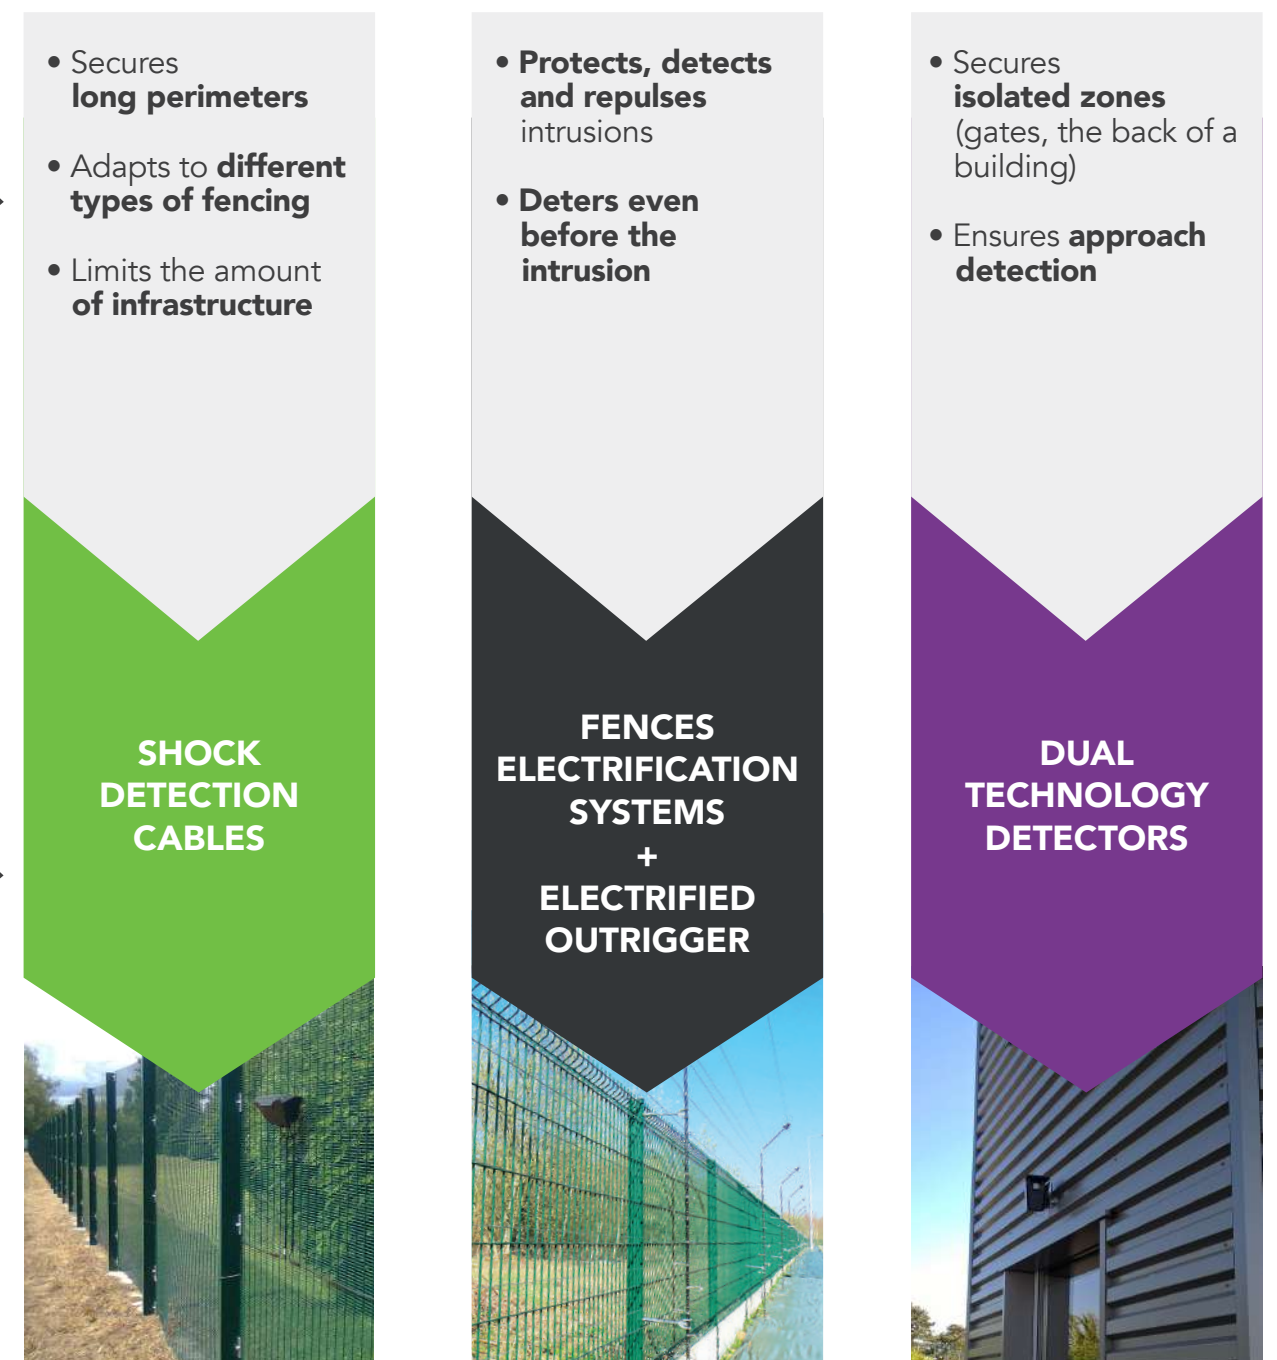 • Secures
long perimeters
• Adapts to different
types of fencing
• Limits the amount
of infrastructure
SHOCK
DETECTION
CABLES
• Protects, detects
and repulses
intrusions
• Deters even
before the
intrusion
FENCES
ELECTRIFICATION
SYSTEMS
+
ELECTRIFIED
OUTRIGGER
• Secures
isolated zones
(gates, the back of a
building)
• Ensures approach
detection
DUAL
TECHNOLOGY
DETECTORS